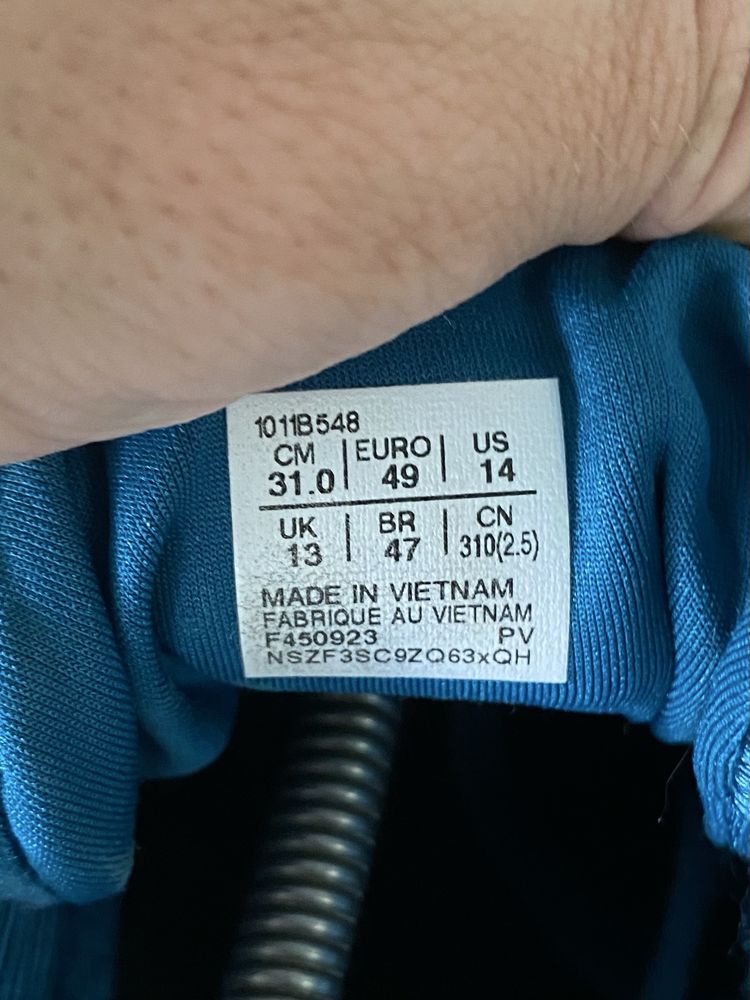 1011B548
CM | EURO | US
31.0 | 49 | 14
UK | BR | CN
13 | 47 | 310(2.5)
MADE IN VIETNAM
FABRIQUE AU VIETNAM
F450923 PV
NSZF3SC9ZQ63xQH